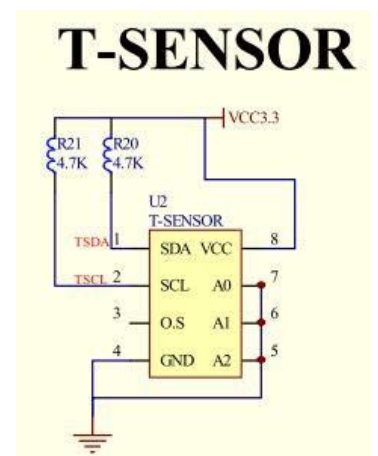 T-SENSOR
VCC3.3
R21
4.7K
R20
4.7K
U2
T-SENSOR
TSDA 1
SDA VCC
8
TSCL 2
SCL A0
7
3
O.S A1
6
4
GND A2
5